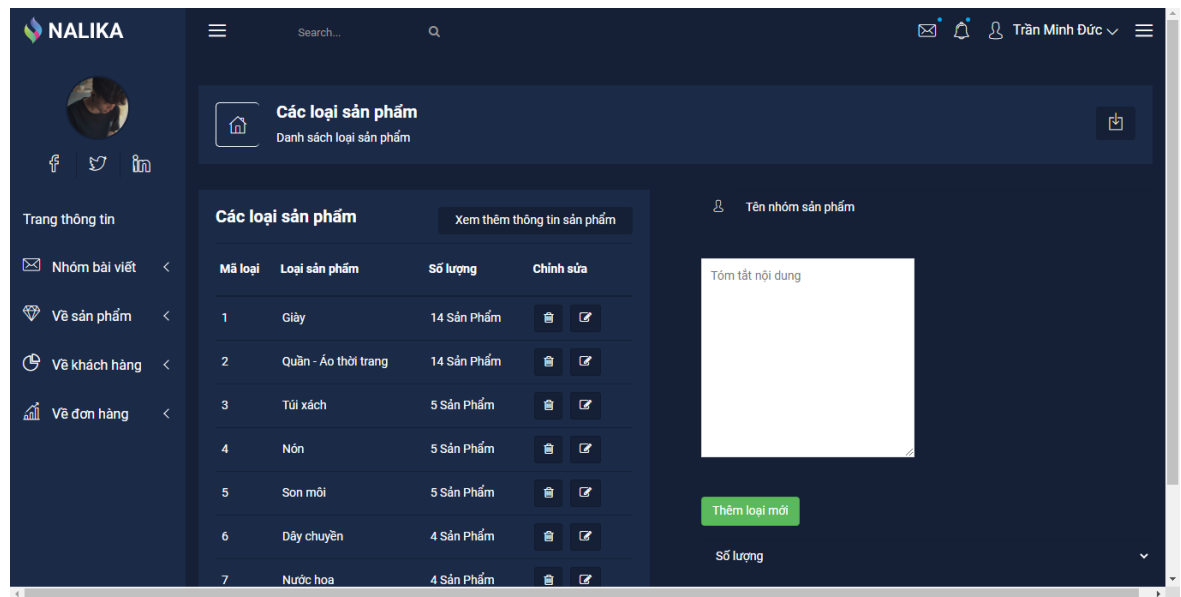 NALIKA
Search...
Trần Minh Đức
Các loại sản phẩm
Danh sách loại sản phẩm
Trang thông tin
Nhóm bài viết
Về sản phẩm
Về khách hàng
Về đơn hàng
Các loại sản phẩm
Xem thêm thông tin sản phẩm
Mã loại Loại sản phẩm Số lượng Chỉnh sửa
1 Giày 14 Sản Phẩm
2 Quần - Áo thời trang 14 Sản Phẩm
3 Túi xách 5 Sản Phẩm
4 Nón 5 Sản Phẩm
5 Son môi 5 Sản Phẩm
6 Dây chuyền 4 Sản Phẩm
7 Nước hoa 4 Sản Phẩm
Tên nhóm sản phẩm
Tóm tắt nội dung
Thêm loại mới
Số lượng